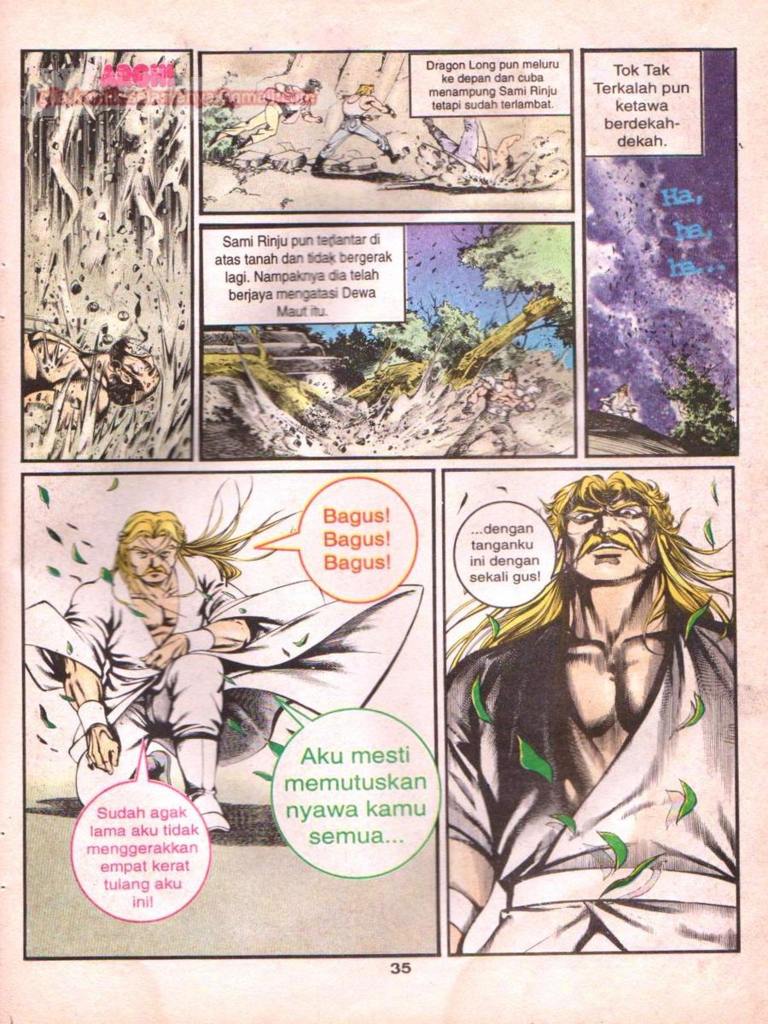 Dragon Long pun meluru
ke depan dan cuba
menampung Sami Rinju
tetapi sudah terlambat.
Tok Tak
Terkalah pun
ketawa
berdekah-
dekah.
Ha,
ha,
ha...
Sami Rinju pun terlantar di
atas tanah dan tidak bergerak
lagi. Nampaknya dia telah
berjaya mengatasi Dewa
Maut itu.
Bagus!
Bagus!
Bagus!
Sudah agak
lama aku tidak
menggerakkan
empat kerat
tulang aku
ini!
Aku mesti
memutuskan
nyawa kamu
semua...
...dengan
tanganku
ini dengan
sekali gus!
35